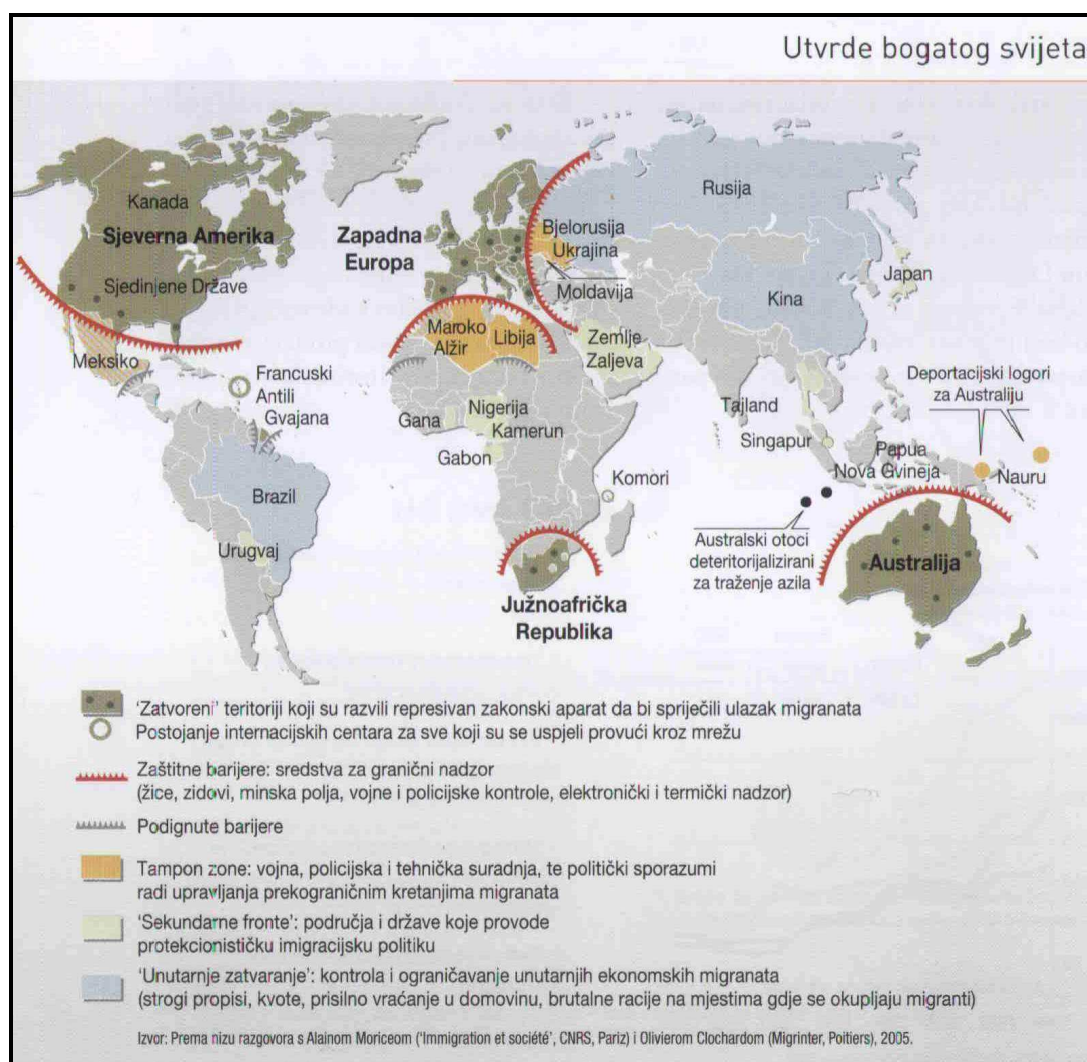 Utvrde bogatog svijeta
Kanada
Sjeverna Amerika
Sjedinjene Države
Meksiko
Francuski
Antili
Gvajana
Brazil
Urugvaj
Zapadna
Europa
Rusija
Bjelorusija
Ukrajina
Moldavija
Japan
Kina
Maroko
Alžir
Libija
Zemlje
Zaljeva
Gana
Nigerija
Kamerun
Gabon
Komori
Tajland
Singapur
Deportacijski logori
za Australiju
Papua
Nova Gvineja
Nauru
Australski otoci
deteritorijalizirani
za traženje azila
Australija
Južnoafrička
Republika
'Zatvoreni' teritoriji koji su razvili represivan zakonski aparat da bi spriječili ulazak migranata
Postojanje internacijskih centara za sve koji su se uspjeli provući kroz mrežu
Zaštitne barijere: sredstva za granični nadzor
(žice, zidovi, minska polja, vojne i policijske kontrole, elektronički i termički nadzor)
Podignute barijere
Tampon zone: vojna, policijska i tehnička suradnja, te politički sporazumi
radi upravljanja prekograničnim kretanjima migranata
'Sekundarne fronte': područja i države koje provode
protekcionističku imigracijsku politiku
'Unutarnje zatvaranje': kontrola i ograničavanje unutarnjih ekonomskih migranata
(strogi propisi, kvote, prisilno vraćanje u domovinu, brutalne racije na mjestima gdje se okupljaju migranti)
Izvor: Prema nizu razgovora s Alainom Moriceom ('Immigration et société', CNRS, Pariz) i Olivierom Clochardom (Migrinter, Poitiers), 2005.